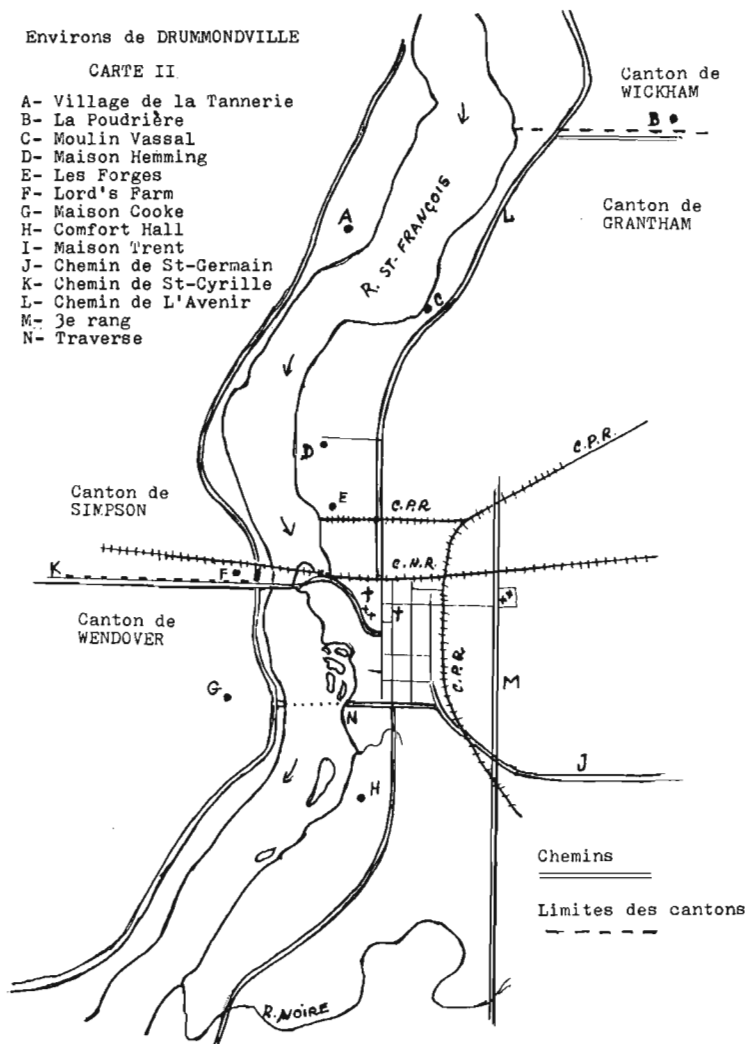 Environs de DRUMMONDVILLE
CARTE II
A- Village de la Tannerie
B- La Poudrière
C- Moulin Vassal
D- Maison Hemming
E- Les Forges
F- Lord's Farm
G- Maison Cooke
H- Comfort Hall
I- Maison Trent
J- Chemin de St-Germain
K- Chemin de St-Cyrille
L- Chemin de L'Avenir
M- 3e rang
N- Traverse
Canton de
WICKHAM
B
Canton de
GRANTHAM
A
L
R. ST-FRANÇOIS
C
D
C.P.R.
E
C.P.R
Canton de
SIMPSON
C.N.R.
K
F
Canton de
WENDOVER
C.P.R
M
G
N
J
H
Chemins
Limites des cantons
R. NOIRE